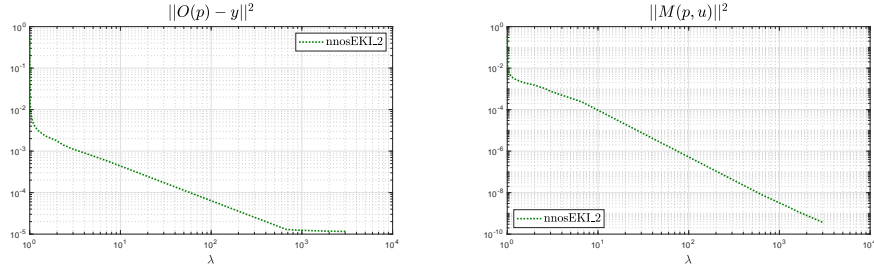 ||O(p) − y||²
10⁰
10⁻¹
10⁻²
10⁻³
10⁻⁴
10⁻⁵
10⁰ 10¹ 10² 10³ 10⁴
λ
nnosEKI_2
||M(p, u)||²
10⁰
10⁻²
10⁻⁴
10⁻⁶
10⁻⁸
10⁻¹⁰
10⁰ 10¹ 10² 10³ 10⁴
λ
nnosEKI_2